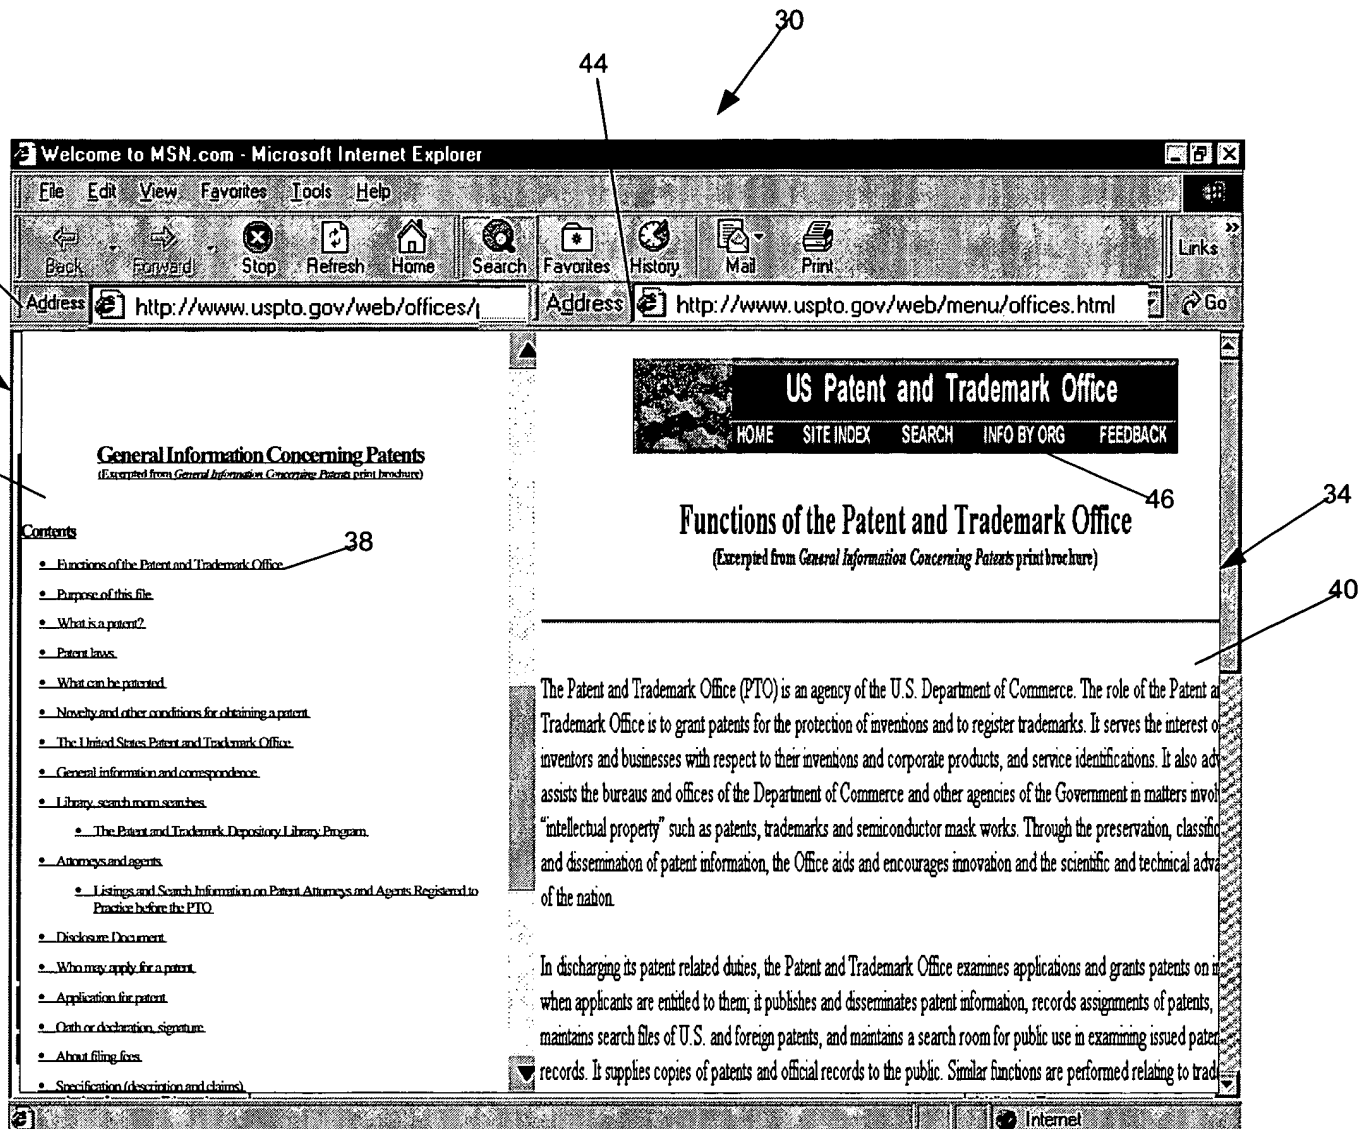 30
44
Welcome to MSN.com - Microsoft Internet Explorer
File Edit View Favorites Tools Help
Back Forward Stop Refresh Home Search Favorites History Mail Print Links »
Address http://www.uspto.gov/web/offices/p
Address http://www.uspto.gov/web/menu/offices.html Go
General Information Concerning Patents
(Excerpted from General Information Concerning Patents print brochure)
Contents
38
• Functions of the Patent and Trademark Office
• Purpose of this file
• What is a patent?
• Patent laws
• What can be patented
• Novelty and other conditions for obtaining a patent
• The United States Patent and Trademark Office
• General information and correspondence
• Library, search room searches
• The Patent and Trademark Depository Library Program
• Attorneys and agents
• Listings and Search Information on Patent Attorneys and Agents Registered to
Practice before the PTO
• Disclosure Document
• Who may apply for a patent
• Application for patent
• Oath or declaration, signature
• About filing fees
• Specification (description and claims)
US Patent and Trademark Office
HOME SITE INDEX SEARCH INFO BY ORG FEEDBACK
46
34
40
Functions of the Patent and Trademark Office
(Excerpted from General Information Concerning Patents print brochure)
The Patent and Trademark Office (PTO) is an agency of the U.S. Department of Commerce. The role of the Patent an
Trademark Office is to grant patents for the protection of inventions and to register trademarks. It serves the interest o
inventors and businesses with respect to their inventions and corporate products, and service identifications. It also adv
assists the bureaus and offices of the Department of Commerce and other agencies of the Government in matters invol
"intellectual property" such as patents, trademarks and semiconductor mask works. Through the preservation, classific
and dissemination of patent information, the Office aids and encourages innovation and the scientific and technical adva
of the nation.
In discharging its patent related duties, the Patent and Trademark Office examines applications and grants patents on in
when applicants are entitled to them; it publishes and disseminates patent information, records assignments of patents,
maintains search files of U.S. and foreign patents, and maintains a search room for public use in examining issued paten
records. It supplies copies of patents and official records to the public. Similar functions are performed relating to trad
Internet